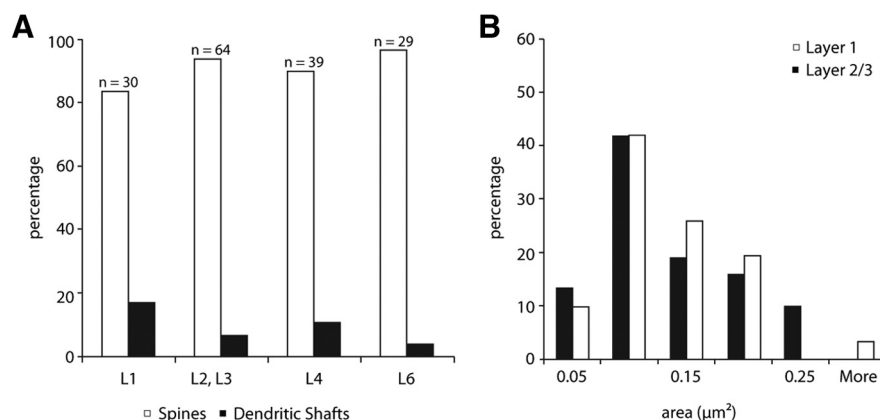 A
percentage
100
80
60
40
20
0
n = 30
n = 64
n = 39
n = 29
L1
L2, L3
L4
L6
Spines
Dendritic Shafts
B
percentage
60
50
40
30
20
10
0
Layer 1
Layer 2/3
0.05
0.15
0.25
More
area (μm²)